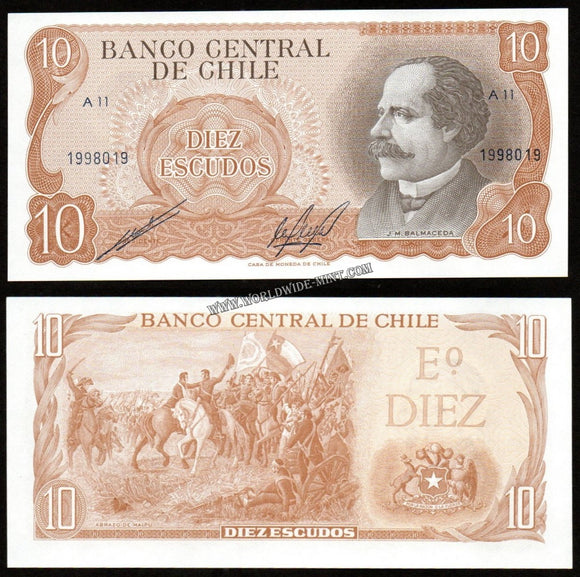 10
BANCO CENTRAL
DE CHILE
10
A 11
A 11
DIEZ
ESCUDOS
1998019
1998019
10
10
J. M. BALMACEDA
CASA DE MONEDA DE CHILE
WWW.WORLDWIDE-MINT.COM
10
BANCO CENTRAL DE CHILE
10
Eº
DIEZ
10
ABRAZO DE MAIPU
DIEZ ESCUDOS
10